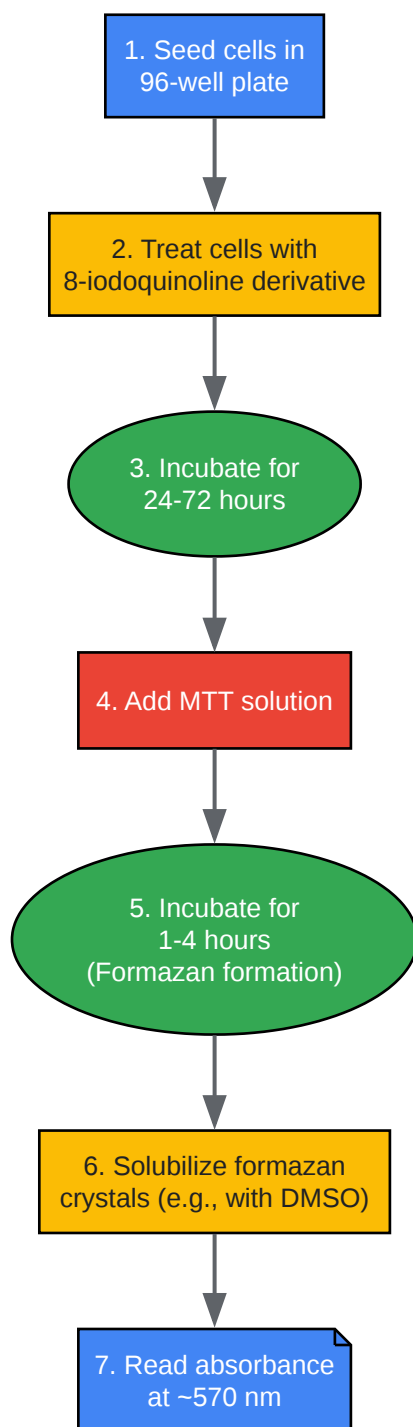 1. Seed cells in
96-well plate
2. Treat cells with
8-iodoquinoline derivative
3. Incubate for
24-72 hours
4. Add MTT solution
5. Incubate for
1-4 hours
(Formazan formation)
6. Solubilize formazan
crystals (e.g., with DMSO)
7. Read absorbance
at ~570 nm